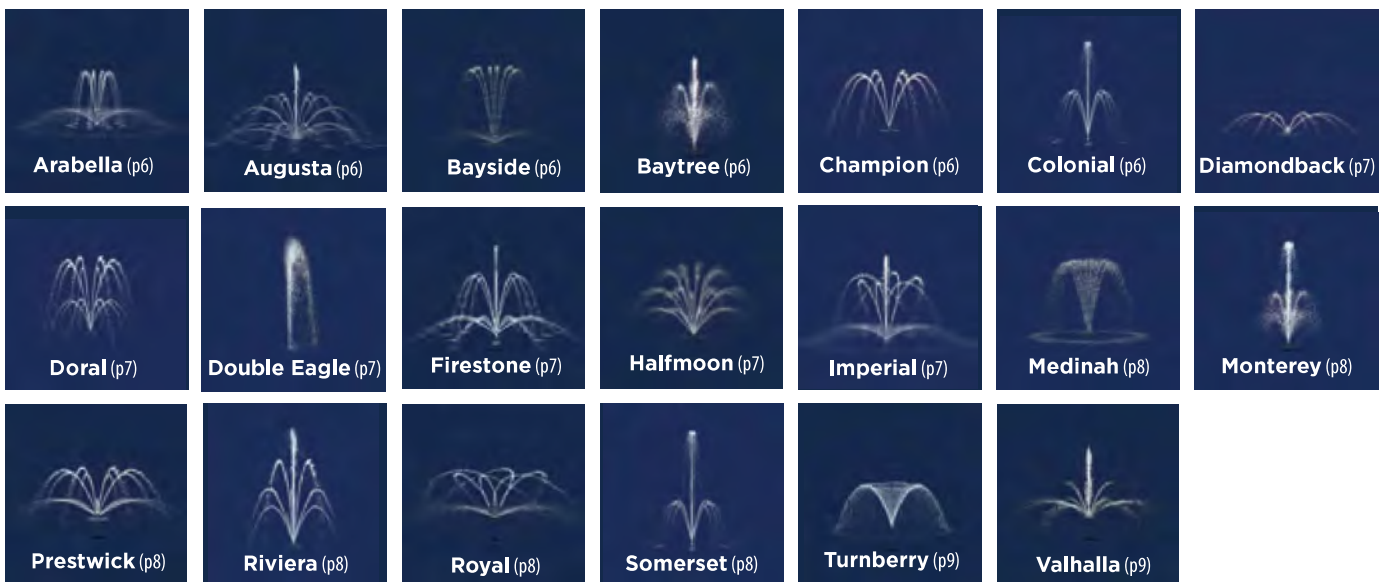 Arabella (p6)
Augusta (p6)
Bayside (p6)
Baytree (p6)
Champion (p6)
Colonial (p6)
Diamondback (p7)
Doral (p7)
Double Eagle (p7)
Firestone (p7)
Halfmoon (p7)
Imperial (p7)
Medinah (p8)
Monterey (p8)
Prestwick (p8)
Riviera (p8)
Royal (p8)
Somerset (p8)
Turnberry (p9)
Valhalla (p9)